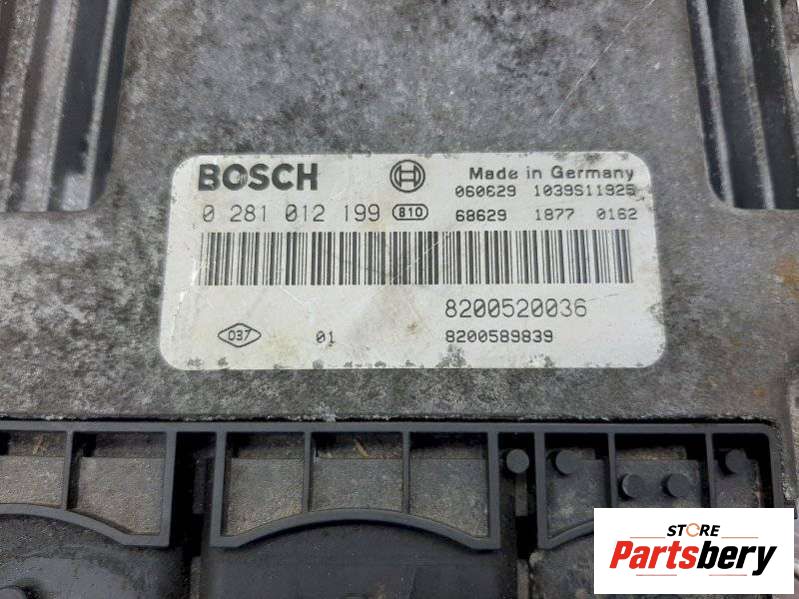 BOSCH Made in Germany
060629 1039S11925
0 281 012 199 810 68629 1877 0162
8200520036
037 01 8200589839
STORE
Partsbery